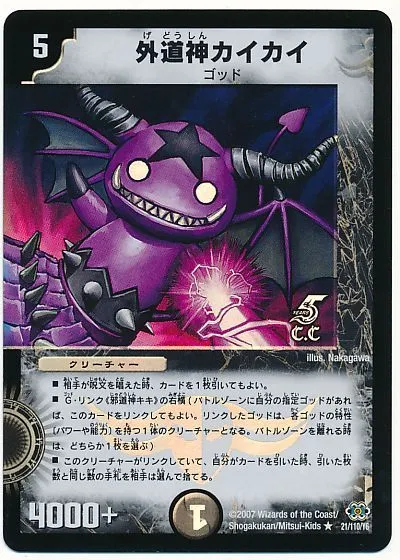 5
げどうしん
外道神カイカイ
ゴッド
5
YEARS
C.C
illus. Nakagawa
クリーチャー
■ 相手が呪文を唱えた時、カードを1枚引いてもよい。
■ G・リンク《邪道神キキ》の右横(バトルゾーンに自分の指定ゴッドがあれ
ば、このカードをリンクしてもよい。リンクしたゴッドは、各ゴッドの特性
(パワーや能力)を持つ1体のクリーチャーとなる。バトルゾーンを離れる時
は、どちらか1枚を選ぶ)
■ このクリーチャーがリンクしていて、自分がカードを引いた時、引いた枚
数と同じ数の手札を相手は選んで捨てる。
4000+
1
©2007 Wizards of the Coast/
Shogakukan/Mitsui-Kids ★ 21/110/Y6